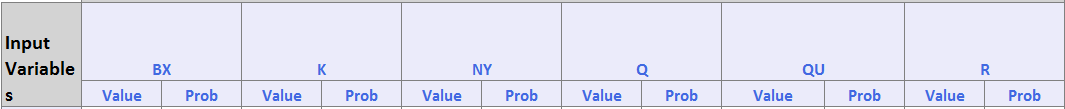 Input
Variable
s
BX K NY Q QU R
Value Prob Value Prob Value Prob Value Prob Value Prob Value Prob